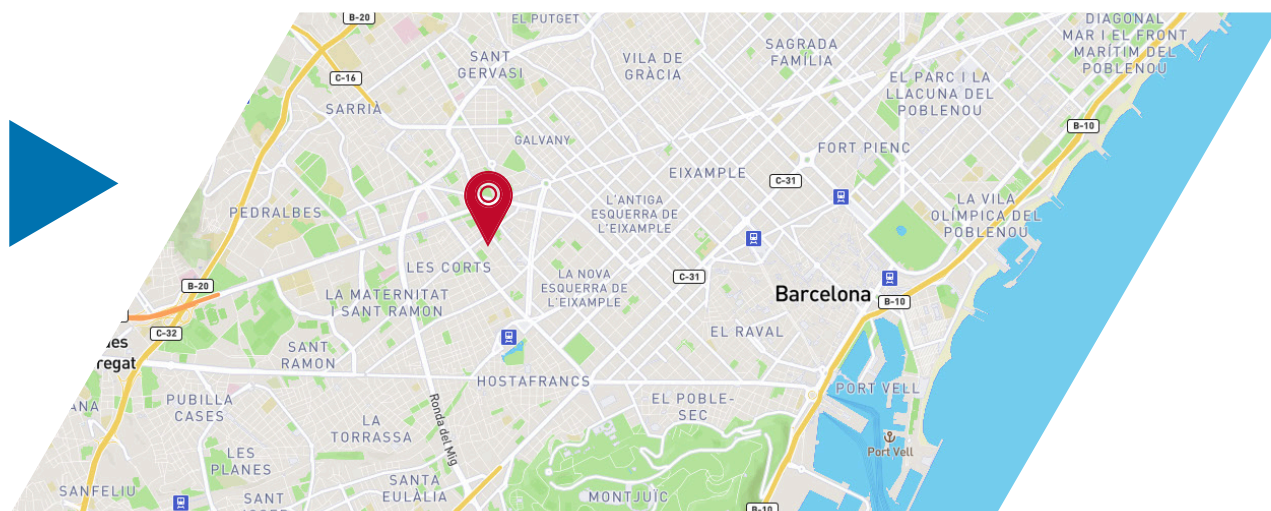 B-20
EL PUTGET
DIAGONAL
MAR I EL FRONT
MARÍTIM DEL
POBLENOU
SANT
GERVASI
VILA DE
GRÀCIA
SAGRADA
FAMÍLIA
C-16
EL PARC I LA
LLACUNA DEL
POBLENOU
SARRIÀ
B-10
GALVANY
FORT PIENC
EIXAMPLE
C-31
PEDRALBES
L'ANTIGA
ESQUERRA DE
L'EIXAMPLE
LA VILA
OLÍMPICA DEL
POBLENOU
LES CORTS
LA NOVA
ESQUERRA DE
L'EIXAMPLE
C-31
B-20
LA MATERNITAT
I SANT RAMON
Barcelona
B-10
C-32
EL RAVAL
SANT
RAMON
regat
HOSTAFRANCS
PORT VELL
PUBILLA
CASES
Ronda del Mig
EL POBLE-
SEC
ANA
LA
TORRASSA
LES
PLANES
Port Vell
SANFELIU
SANTA
EULÀLIA
SANT
MONTJUÏC
B-10